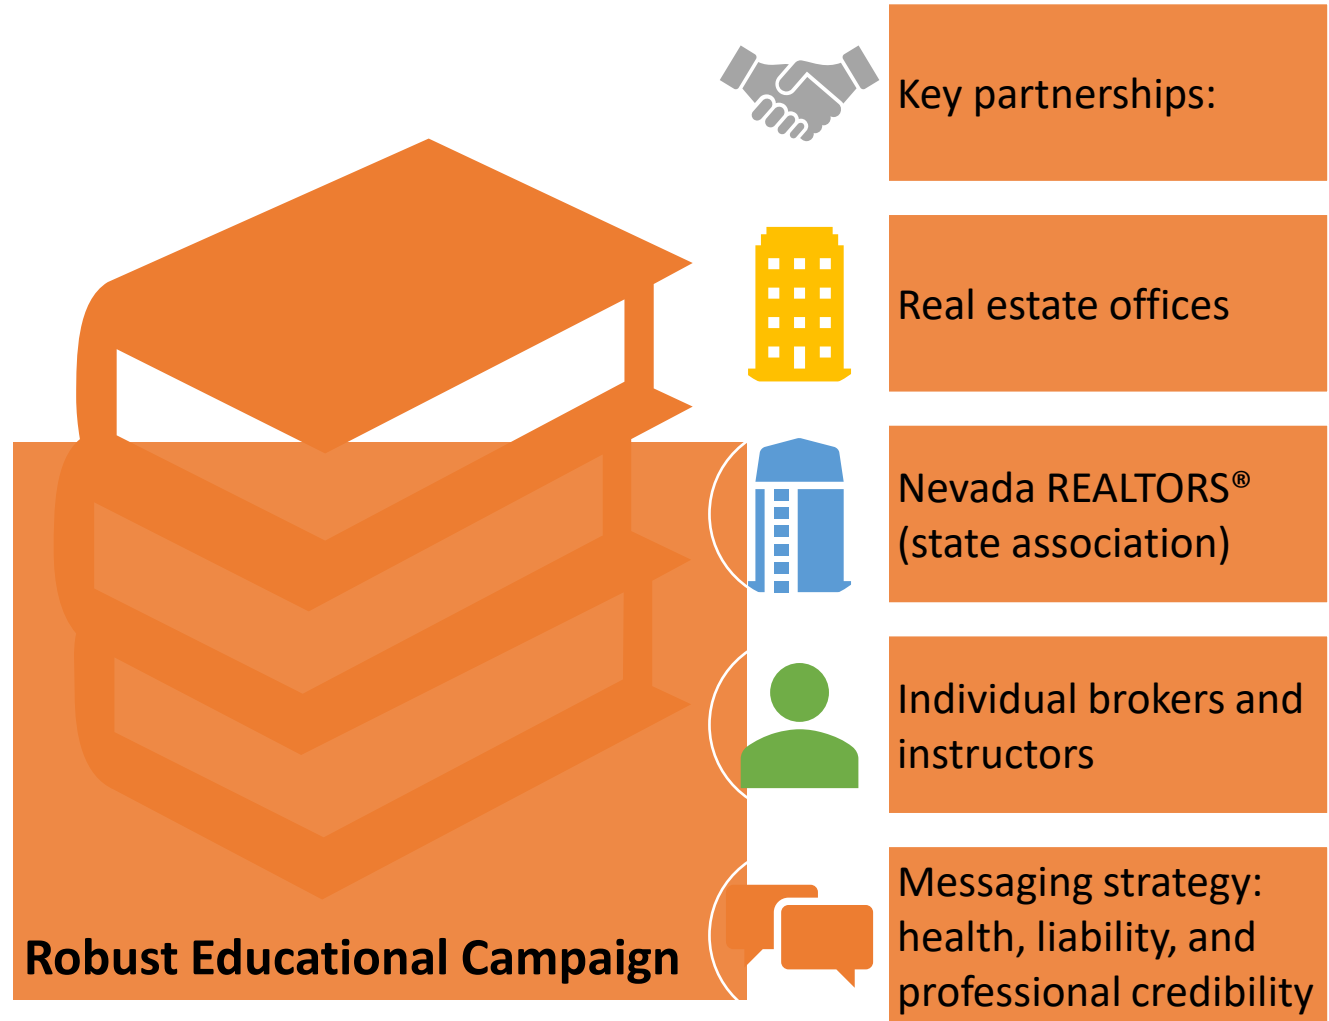 Key partnerships:
Real estate offices
Nevada REALTORS®
(state association)
Individual brokers and
instructors
Messaging strategy:
health, liability, and
professional credibility
Robust Educational Campaign